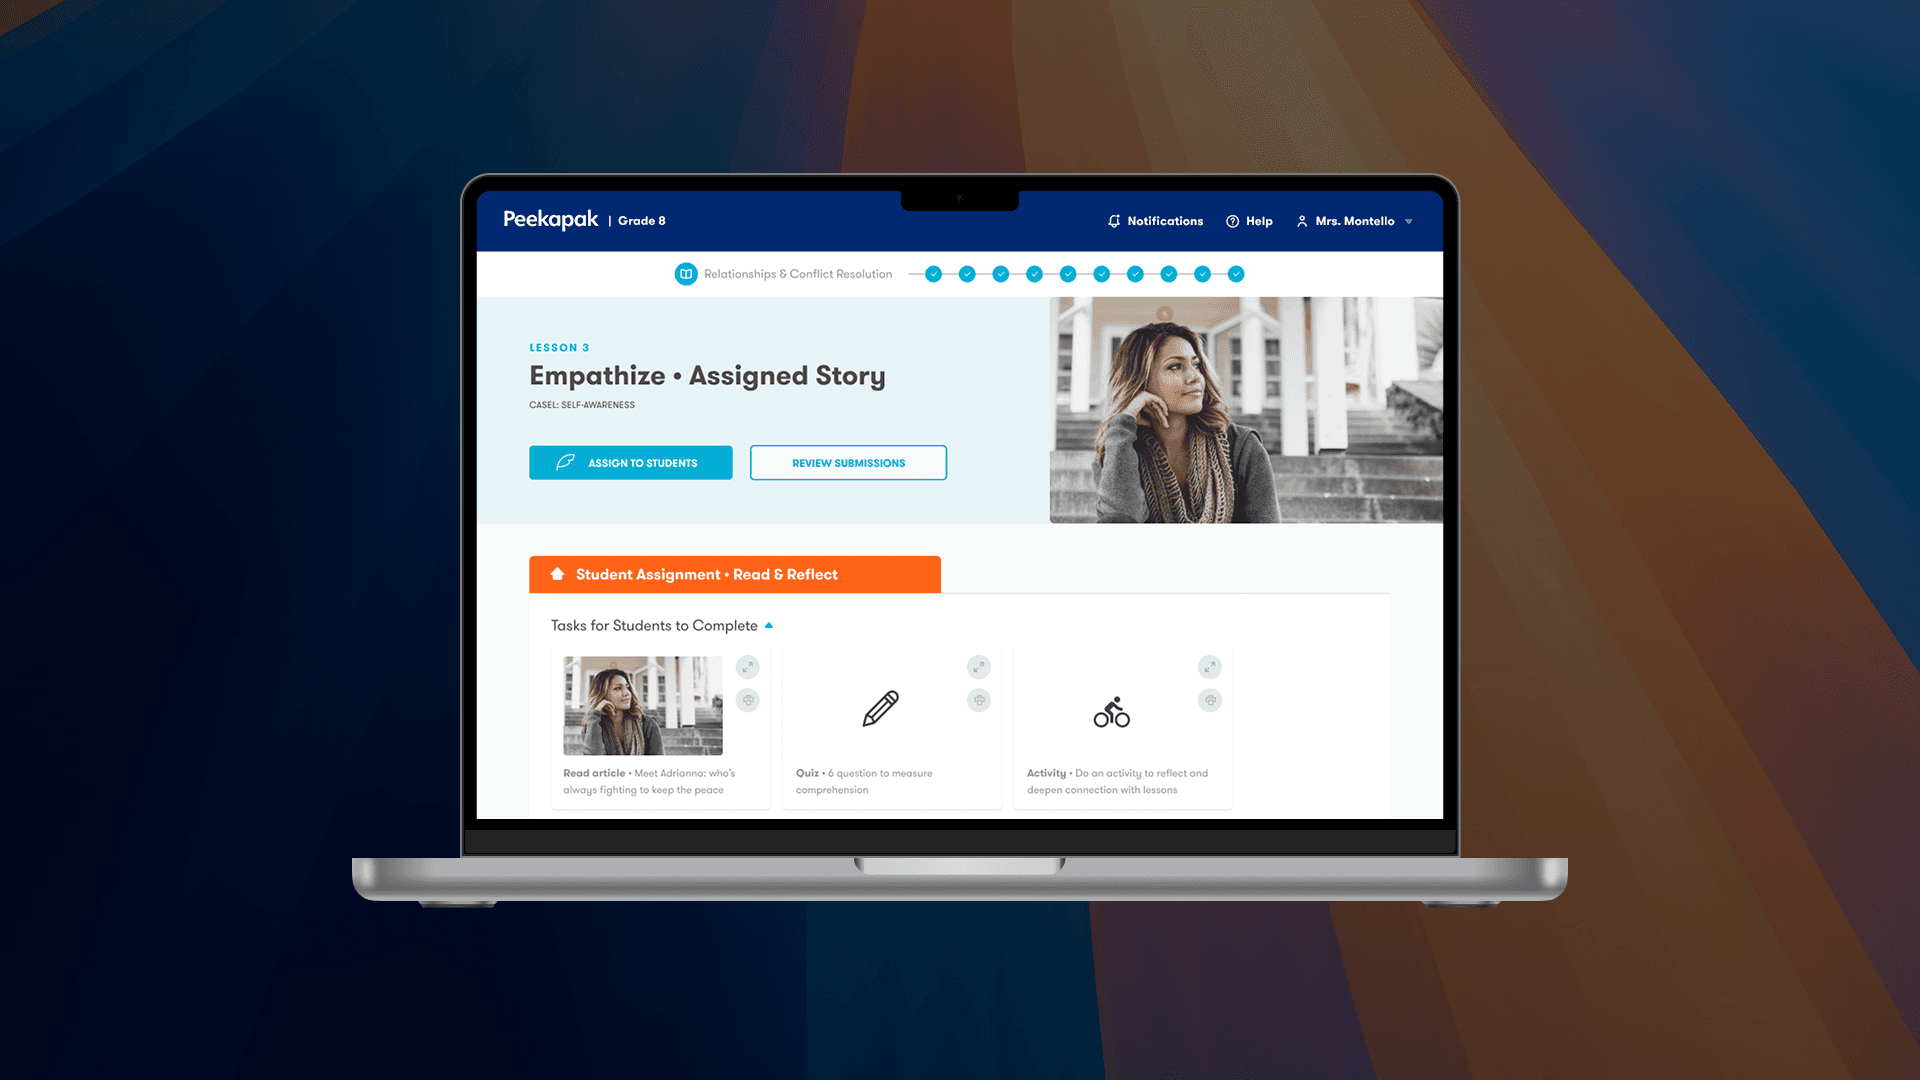 Peekapak | Grade 8
Notifications
Help
Mrs. Montello
Relationships & Conflict Resolution
LESSON 3
Empathize • Assigned Story
CASEL: SELF-AWARENESS
ASSIGN TO STUDENTS
REVIEW SUBMISSIONS
Student Assignment • Read & Reflect
Tasks for Students to Complete
Read article • Meet Adrianna: who's
always fighting to keep the peace
Quiz • 6 question to measure
comprehension
Activity • Do an activity to reflect and
deepen connection with lessons